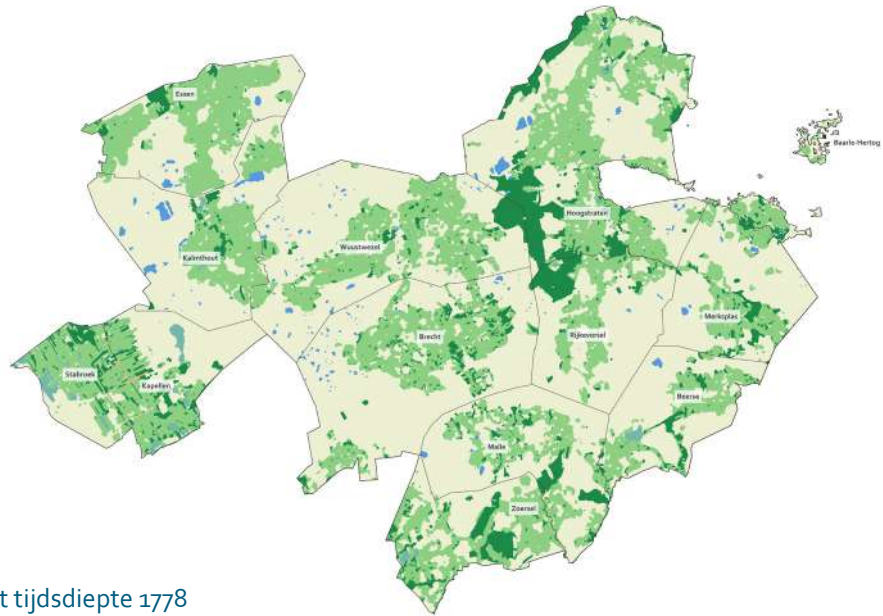 Essen
Baarle-Hertog
Hoogstraten
Wuustwezel
Kalmthout
Merksplas
Brecht
Rijkevorsel
Stabroek
Kapellen
Beerse
Malle
Zoersel
t tijdsdiepte 1778